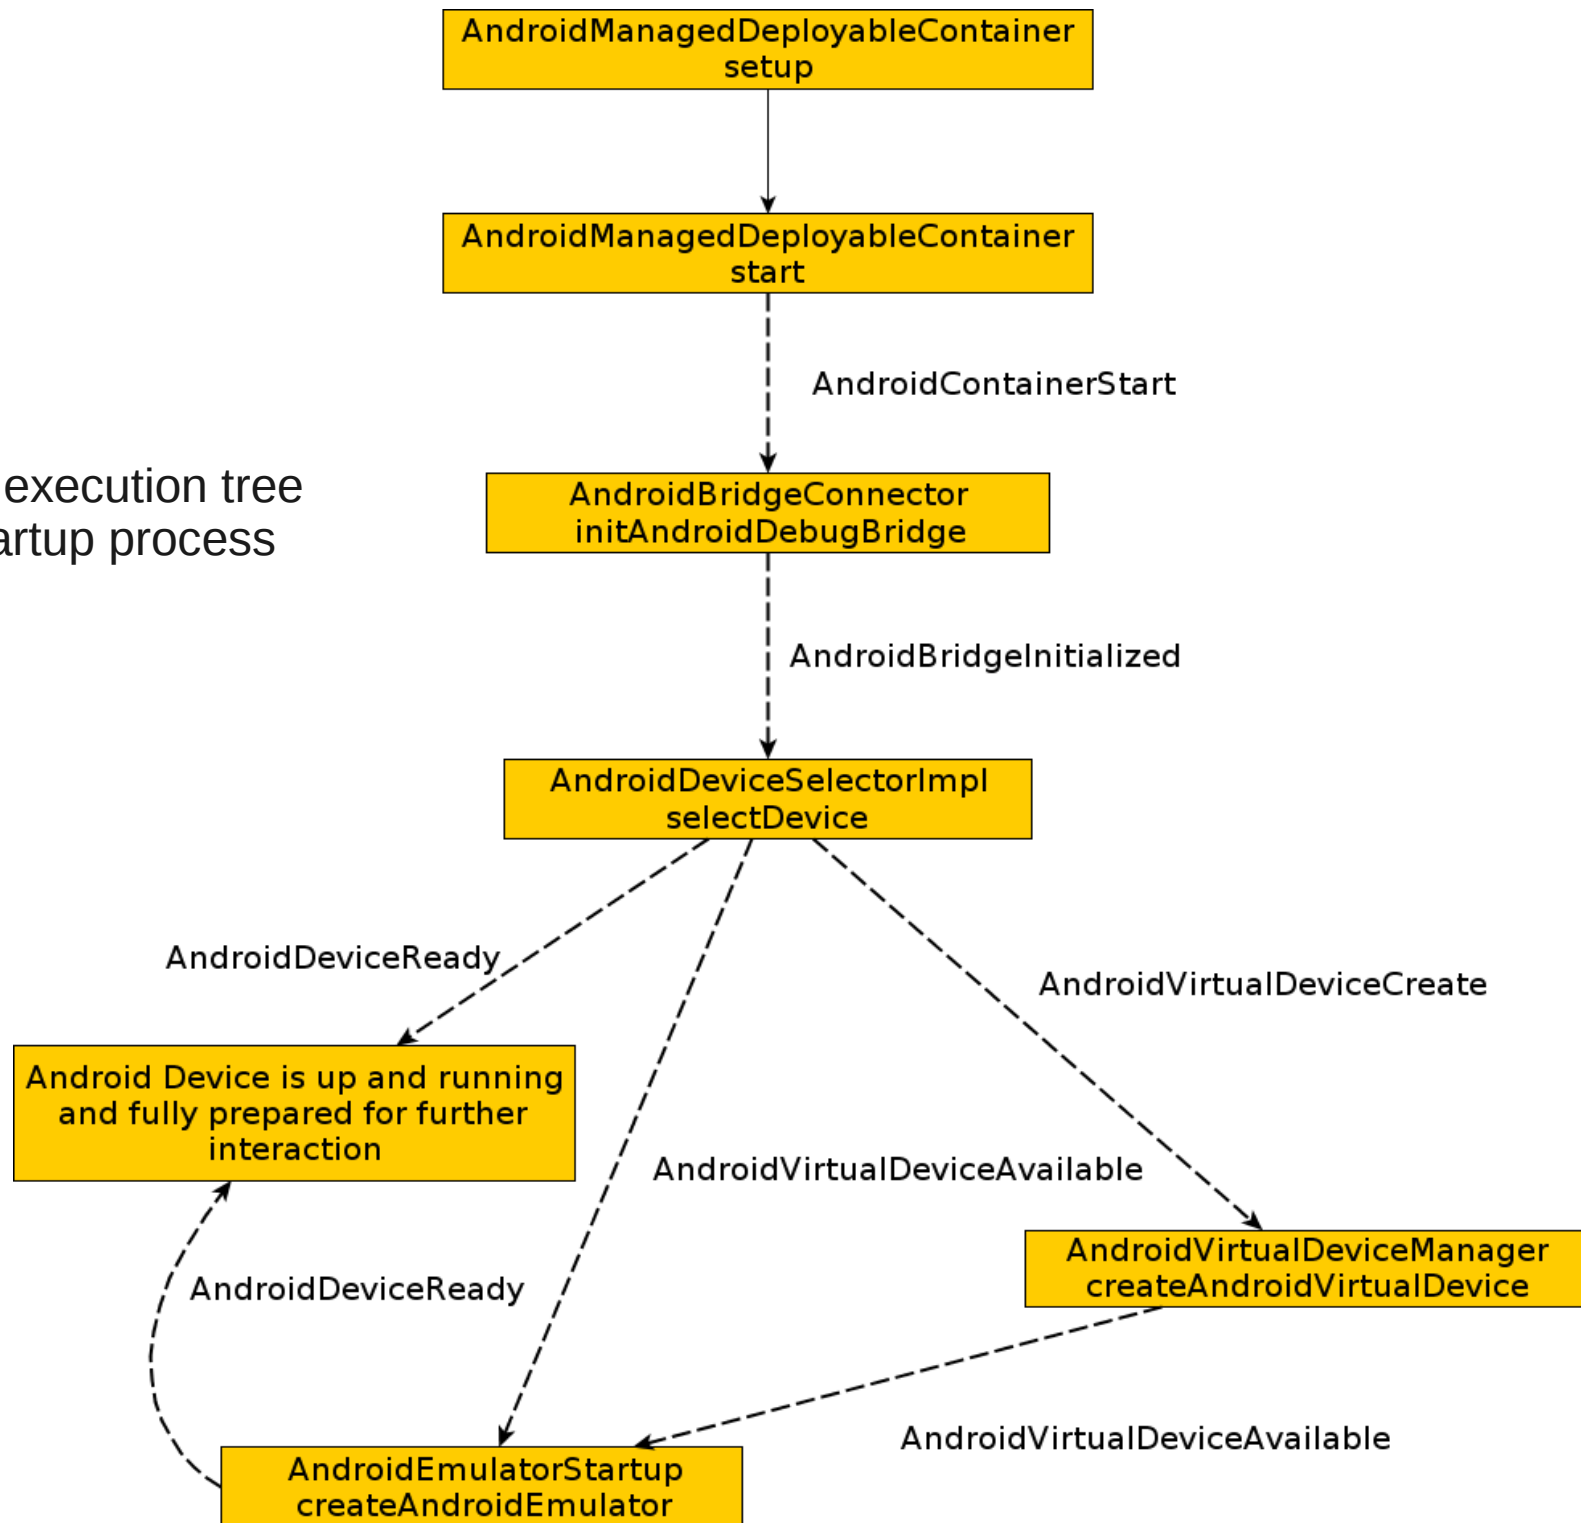 AndroidManagedDeployableContainer
setup
AndroidManagedDeployableContainer
start
AndroidContainerStart
execution tree
artup process
AndroidBridgeConnector
initAndroidDebugBridge
AndroidBridgeInitialized
AndroidDeviceSelectorImpl
selectDevice
AndroidDeviceReady
AndroidVirtualDeviceCreate
Android Device is up and running
and fully prepared for further
interaction
AndroidVirtualDeviceAvailable
AndroidVirtualDeviceManager
createAndroidVirtualDevice
AndroidDeviceReady
AndroidVirtualDeviceAvailable
AndroidEmulatorStartup
createAndroidEmulator